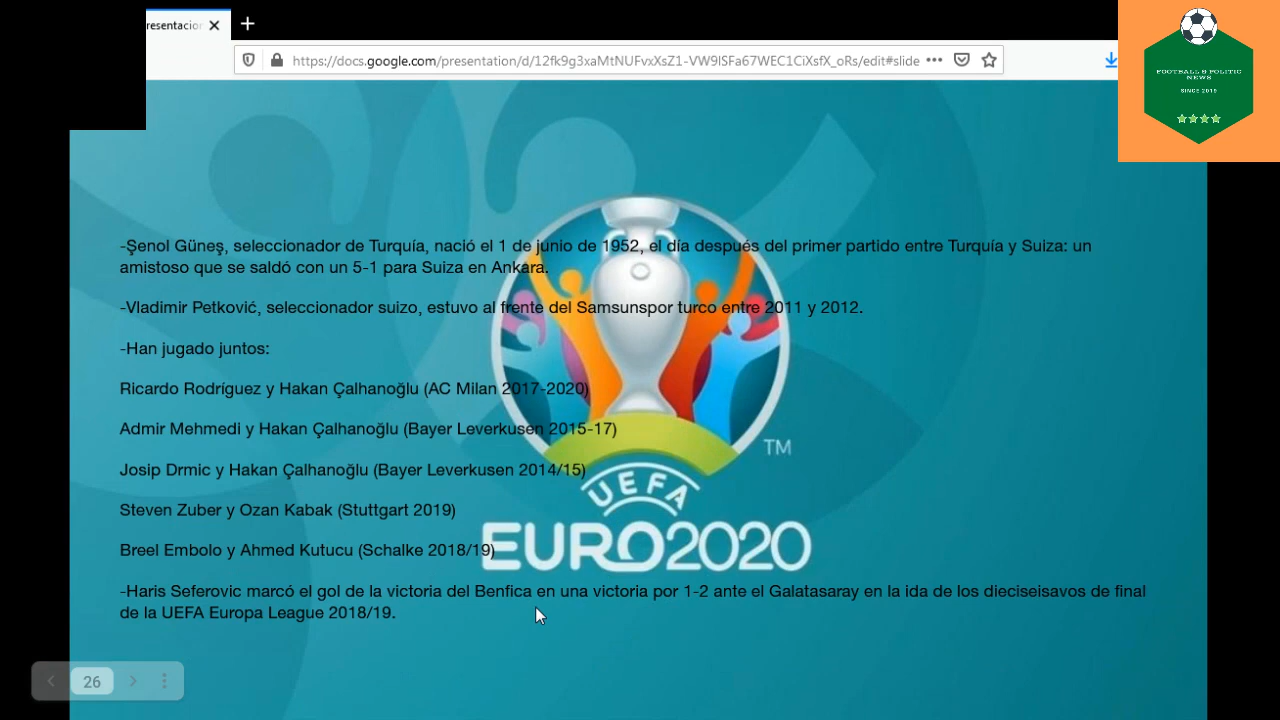 resentacion
https://docs.google.com/presentation/d/12fk9g3xaMtNUFvxXsZ1-VW9lSFa67WEC1CiXsfX_oRs/edit#slide
FOOTBALL & POLITIC
NEWS
SINCE 2019
-Şenol Güneş, seleccionador de Turquía, nació el 1 de junio de 1952, el día después del primer partido entre Turquía y Suiza: un
amistoso que se saldó con un 5-1 para Suiza en Ankara.
-Vladimir Petković, seleccionador suizo, estuvo al frente del Samsunspor turco entre 2011 y 2012.
-Han jugado juntos:
Ricardo Rodríguez y Hakan Çalhanoğlu (AC Milan 2017-2020)
Admir Mehmedi y Hakan Çalhanoğlu (Bayer Leverkusen 2015-17)
Josip Drmic y Hakan Çalhanoğlu (Bayer Leverkusen 2014/15)
Steven Zuber y Ozan Kabak (Stuttgart 2019)
Breel Embolo y Ahmed Kutucu (Schalke 2018/19)
-Haris Seferovic marcó el gol de la victoria del Benfica en una victoria por 1-2 ante el Galatasaray en la ida de los dieciseisavos de final
de la UEFA Europa League 2018/19.
TM
UEFA
EURO2020
26